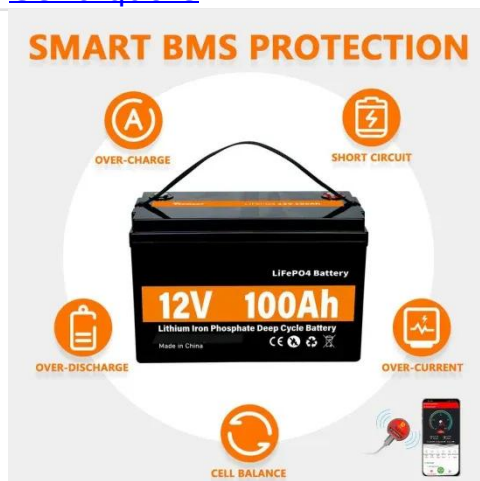 SMART BMS PROTECTION
OVER-CHARGE
SHORT CIRCUIT
LiFePO4 Battery
12V 100Ah
Lithium Iron Phosphate Deep Cycle Battery
Made in China
OVER-DISCHARGE
OVER-CURRENT
CELL BALANCE